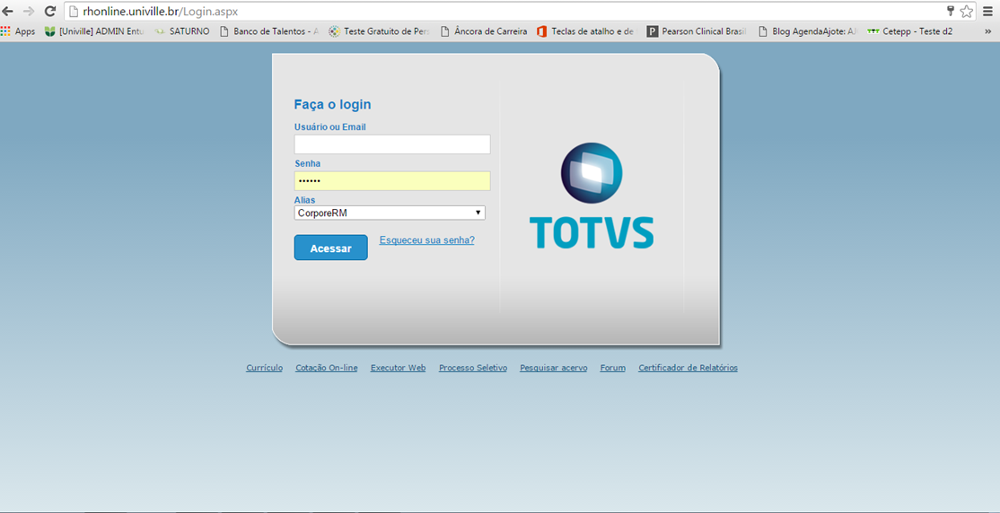 rhonline.univille.br/Login.aspx
Apps [Univille] ADMIN Entu SATURNO Banco de Talentos - A Teste Gratuito de Pers Âncora de Carreira Teclas de atalho e de Pearson Clinical Brasil Blog AgendaAjote: AJ Cetepp - Teste d2 »
Faça o login
Usuário ou Email
Senha
••••••
Alias
CorporeRM
Acessar Esqueceu sua senha?
TOTVS
Currículo Cotação On-line Executor Web Processo Seletivo Pesquisar acervo Forum Certificador de Relatórios